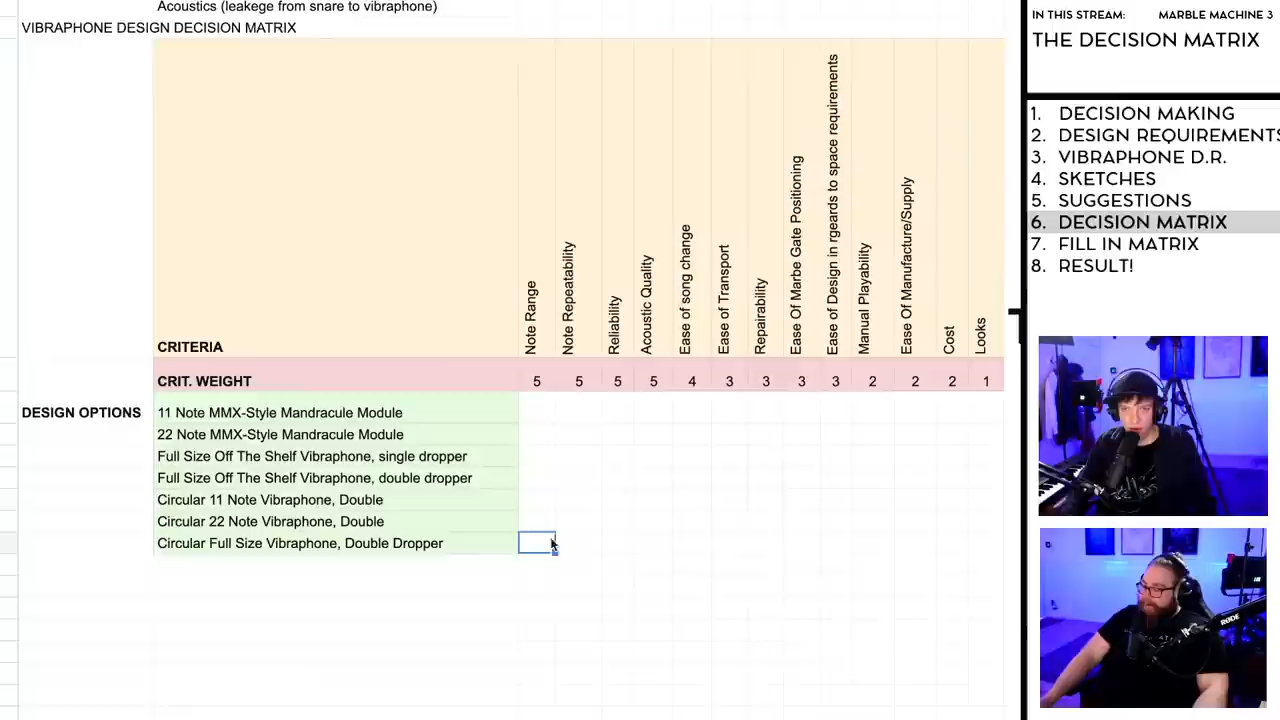 Acoustics (leakege from snare to vibraphone)
VIBRAPHONE DESIGN DECISION MATRIX
CRITERIA
Note Range
Note Repeatability
Reliability
Acoustic Quality
Ease of song change
Ease of Transport
Repairability
Ease Of Marbe Gate Positioning
Ease of Design in rgeards to space requirements
Manual Playability
Ease Of Manufacture/Supply
Cost
Looks
CRIT. WEIGHT 5 5 5 5 4 3 3 3 3 2 2 2 1
DESIGN OPTIONS 11 Note MMX-Style Mandracule Module
22 Note MMX-Style Mandracule Module
Full Size Off The Shelf Vibraphone, single dropper
Full Size Off The Shelf Vibraphone, double dropper
Circular 11 Note Vibraphone, Double
Circular 22 Note Vibraphone, Double
Circular Full Size Vibraphone, Double Dropper
IN THIS STREAM: MARBLE MACHINE 3
THE DECISION MATRIX
1. DECISION MAKING
2. DESIGN REQUIREMENTS
3. VIBRAPHONE D.R.
4. SKETCHES
5. SUGGESTIONS
6. DECISION MATRIX
7. FILL IN MATRIX
8. RESULT!
RØDE